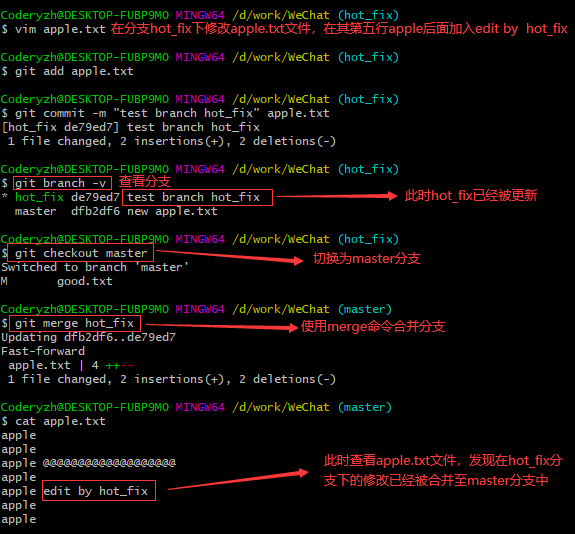 Coderyzh@DESKTOP-FUBP9MO MINGW64 /d/work/WeChat (hot_fix)
$ vim apple.txt 在分支hot_fix下修改apple.txt文件，在其第五行apple后面加入edit by hot_fix
Coderyzh@DESKTOP-FUBP9MO MINGW64 /d/work/WeChat (hot_fix)
$ git add apple.txt
Coderyzh@DESKTOP-FUBP9MO MINGW64 /d/work/WeChat (hot_fix)
$ git commit -m "test branch hot_fix" apple.txt
[hot_fix de79ed7] test branch hot_fix
1 file changed, 2 insertions(+), 2 deletions(-)
Coderyzh@DESKTOP-FUBP9MO MINGW64 /d/work/WeChat (hot_fix)
$ git branch -v 查看分支
* hot_fix de79ed7 test branch hot_fix 此时hot_fix已经被更新
master dfb2df6 new apple.txt
Coderyzh@DESKTOP-FUBP9MO MINGW64 /d/work/WeChat (hot_fix)
$ git checkout master 切换为master分支
Switched to branch 'master'
M good.txt
Coderyzh@DESKTOP-FUBP9MO MINGW64 /d/work/WeChat (master)
$ git merge hot_fix 使用merge命令合并分支
Updating dfb2df6..de79ed7
Fast-forward
apple.txt | 4 ++--
1 file changed, 2 insertions(+), 2 deletions(-)
Coderyzh@DESKTOP-FUBP9MO MINGW64 /d/work/WeChat (master)
$ cat apple.txt
apple
apple
apple @@@@@@@@@@@@@@@@@@@
apple
apple edit by hot_fix
apple
apple
此时查看apple.txt文件，发现在hot_fix分
支下的修改已经被合并至master分支中